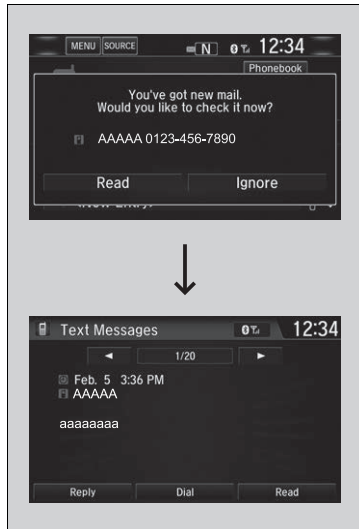 MENU SOURCE N 12:34
Phonebook
You've got new mail.
Would you like to check it now?
AAAAA 0123-456-7890
Read Ignore
Text Messages 12:34
1/20
Feb. 5 3:36 PM
AAAAA
aaaaaaaa
Reply Dial Read